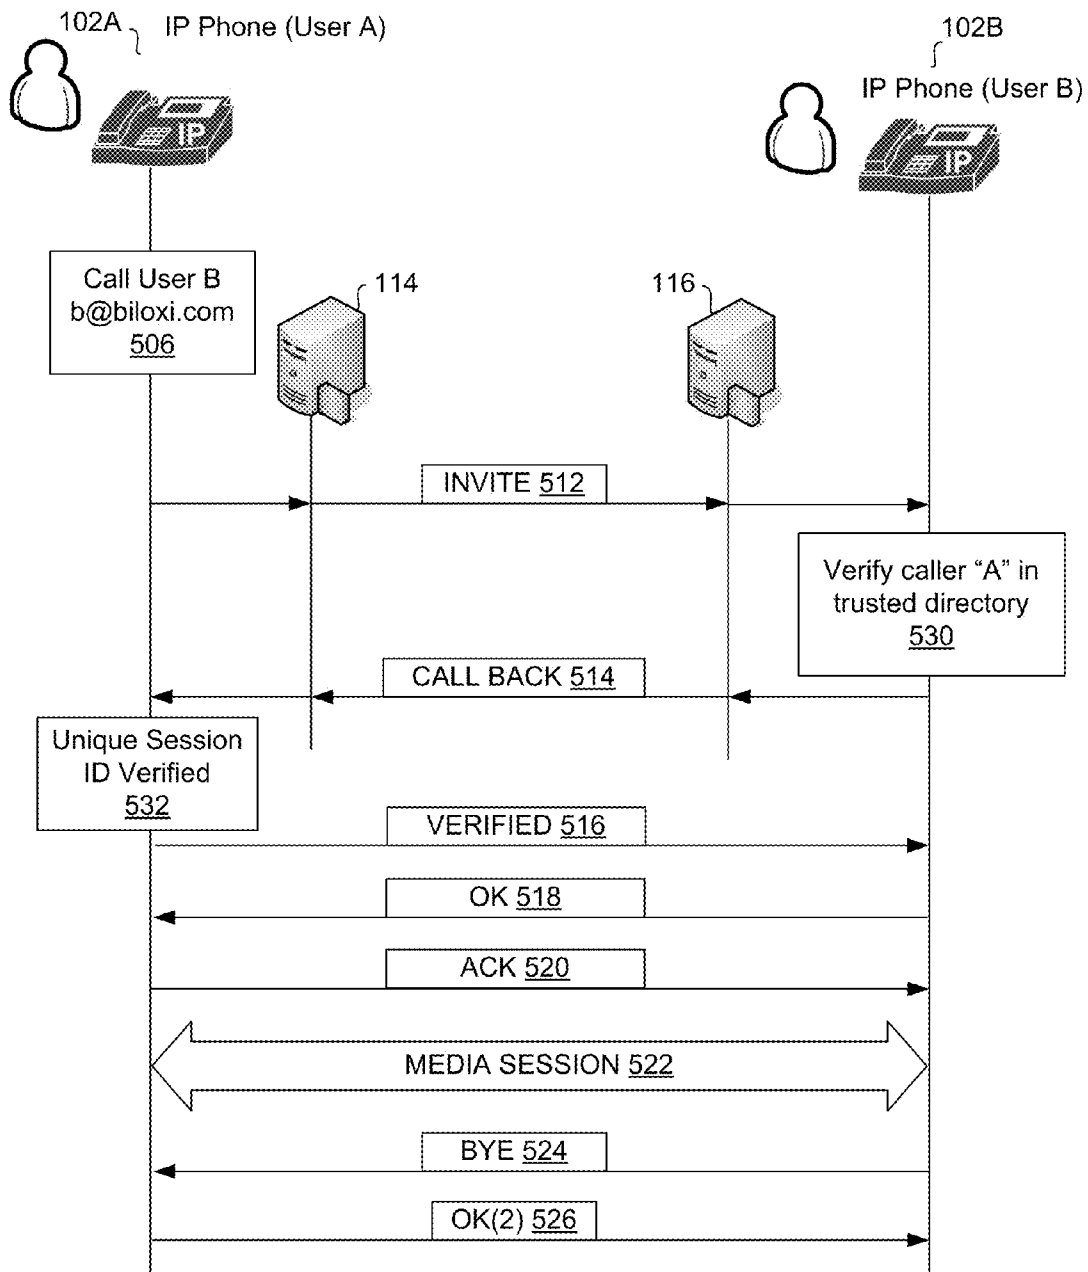 102A
IP Phone (User A)
102B
IP Phone (User B)
IP
IP
Call User B
b@biloxi.com
506
114
116
INVITE 512
Verify caller “A” in
trusted directory
530
CALL BACK 514
Unique Session
ID Verified
532
VERIFIED 516
OK 518
ACK 520
MEDIA SESSION 522
BYE 524
OK(2) 526